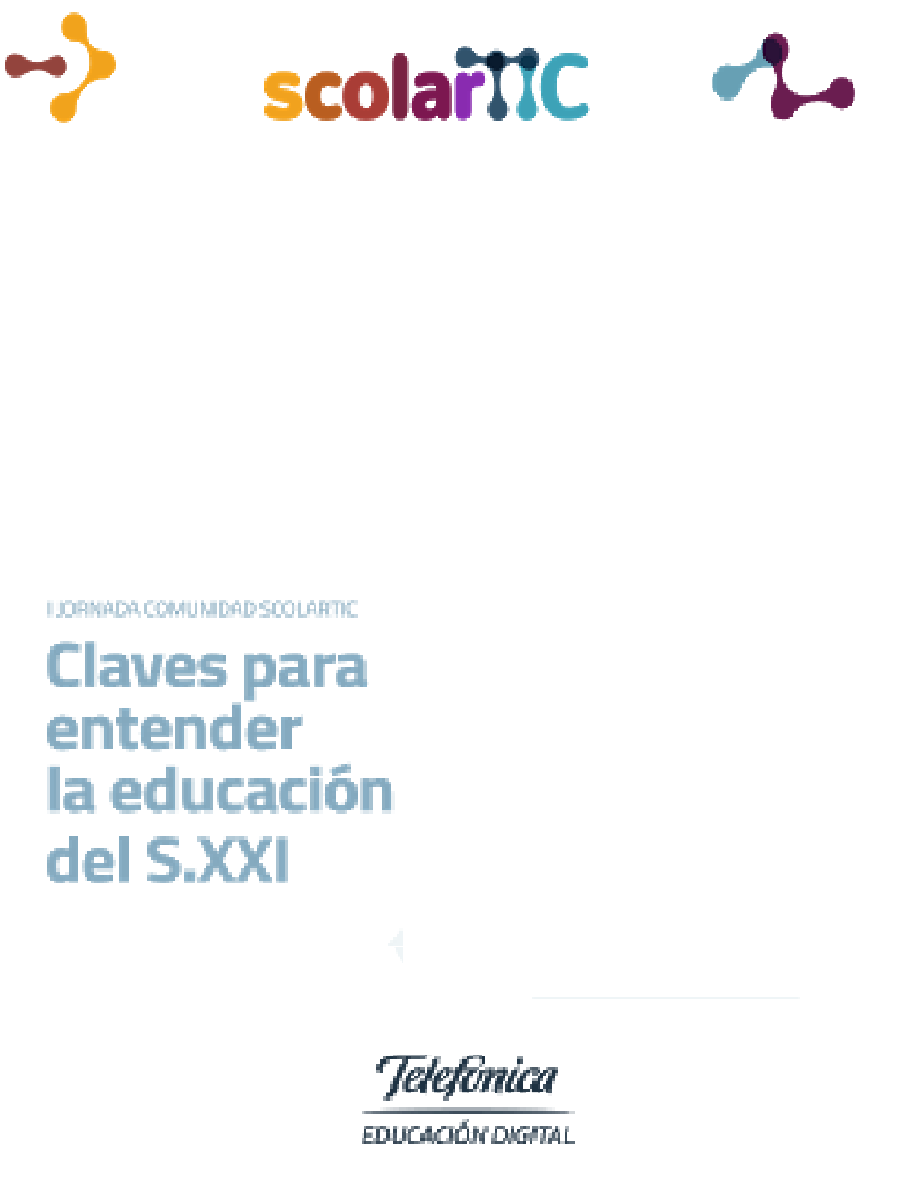 scolarTIC
I JORNADA COMUNIDAD SCOLARTIC
Claves para
entender
la educación
del S.XXI
Telefónica
EDUCACIÓN DIGITAL